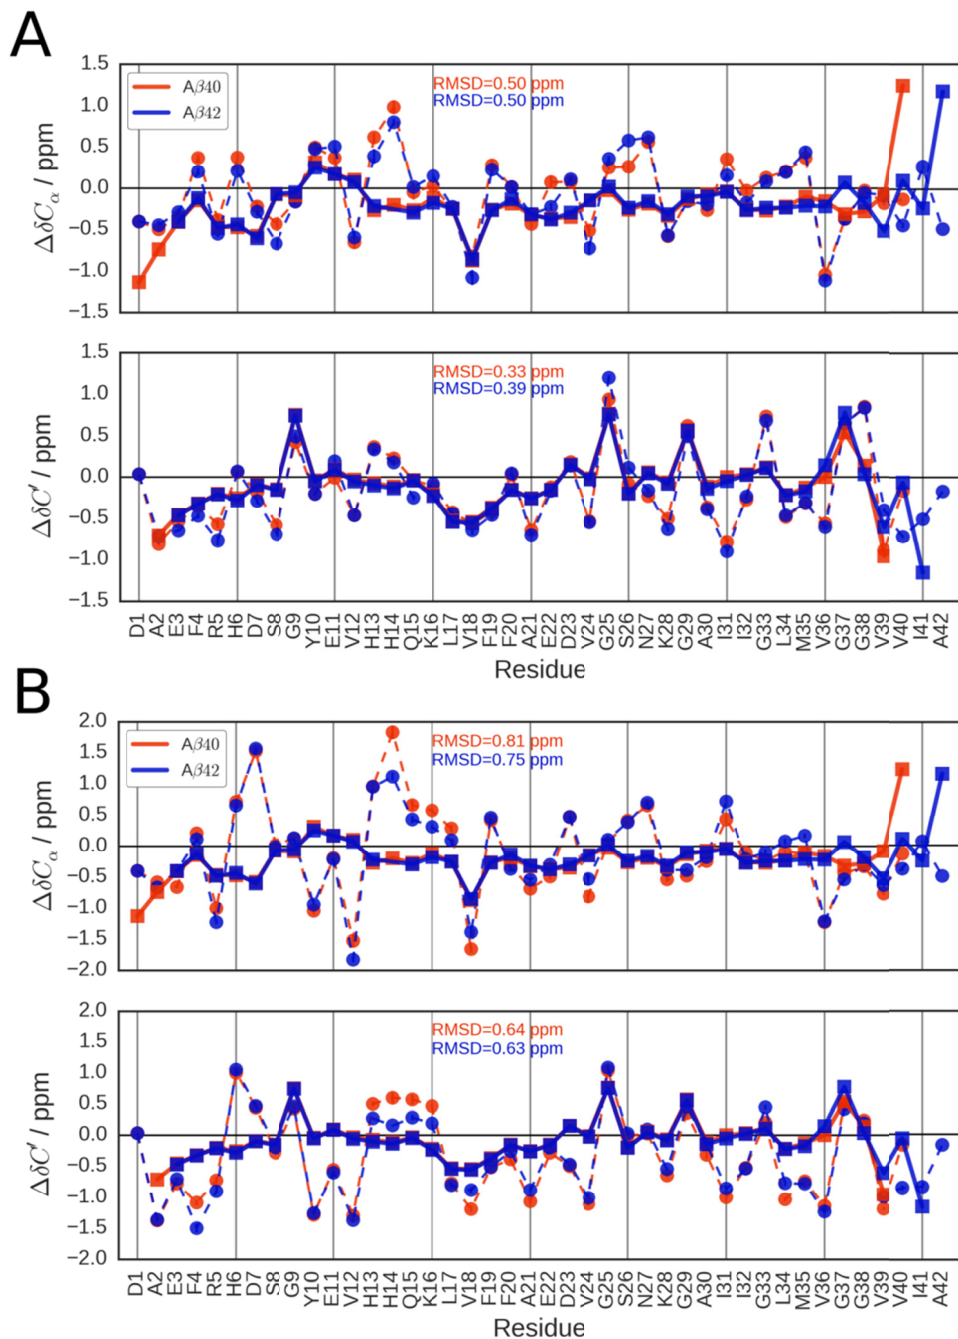 A
1.5
1.0
0.5
0.0
−0.5
−1.0
−1.5
ΔδCα / ppm
Aβ40
Aβ42
RMSD=0.50 ppm
RMSD=0.50 ppm
1.5
1.0
0.5
0.0
−0.5
−1.0
−1.5
ΔδC' / ppm
RMSD=0.33 ppm
RMSD=0.39 ppm
D1 A2 E3 F4 R5 H6 D7 S8 G9 Y10 E11 V12 H13 H14 Q15 K16 L17 V18 F19 F20 A21 E22 D23 V24 G25 S26 N27 K28 G29 A30 I31 I32 G33 L34 M35 V36 G37 G38 V39 V40 I41 A42
Residue
B
2.0
1.5
1.0
0.5
0.0
−0.5
−1.0
−1.5
−2.0
ΔδCα / ppm
Aβ40
Aβ42
RMSD=0.81 ppm
RMSD=0.75 ppm
2.0
1.5
1.0
0.5
0.0
−0.5
−1.0
−1.5
−2.0
ΔδC' / ppm
RMSD=0.64 ppm
RMSD=0.63 ppm
D1 A2 E3 F4 R5 H6 D7 S8 G9 Y10 E11 V12 H13 H14 Q15 K16 L17 V18 F19 F20 A21 E22 D23 V24 G25 S26 N27 K28 G29 A30 I31 I32 G33 L34 M35 V36 G37 G38 V39 V40 I41 A42
Residue